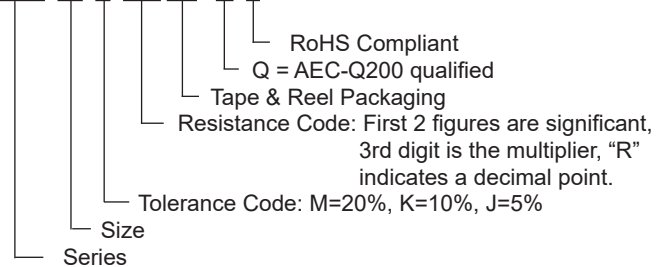 RoHS Compliant
Q = AEC-Q200 qualified
Tape & Reel Packaging
Resistance Code: First 2 figures are significant,
3rd digit is the multiplier, “R”
indicates a decimal point.
Tolerance Code: M=20%, K=10%, J=5%
Size
Series